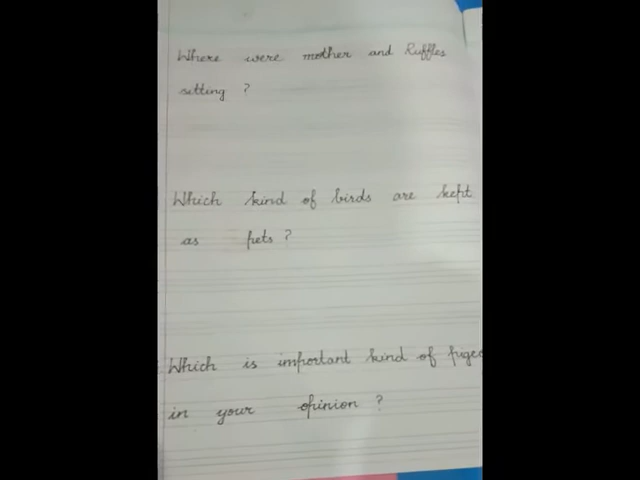 Where were mother and Ruffles
sitting ?
Which kind of birds are kept
as pets ?
Which is important kind of
in your opinion ?